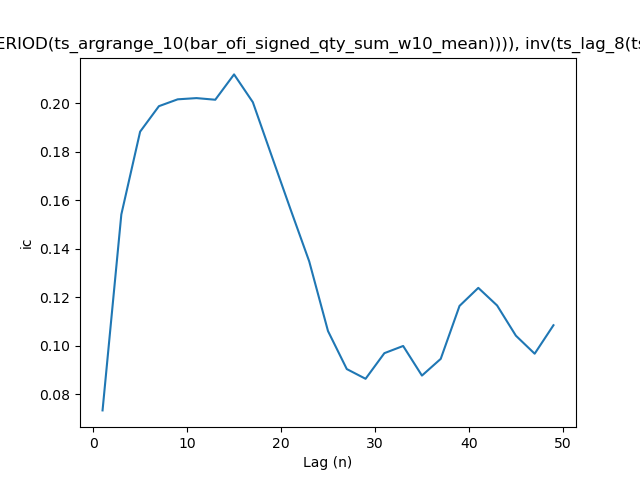 ERIOD(ts_argrange_10(bar_ofi_signed_qty_sum_w10_mean)))), inv(ts_lag_8(ts
0.20
0.18
0.16
0.14
0.12
0.10
0.08
ic
0 10 20 30 40 50
Lag (n)